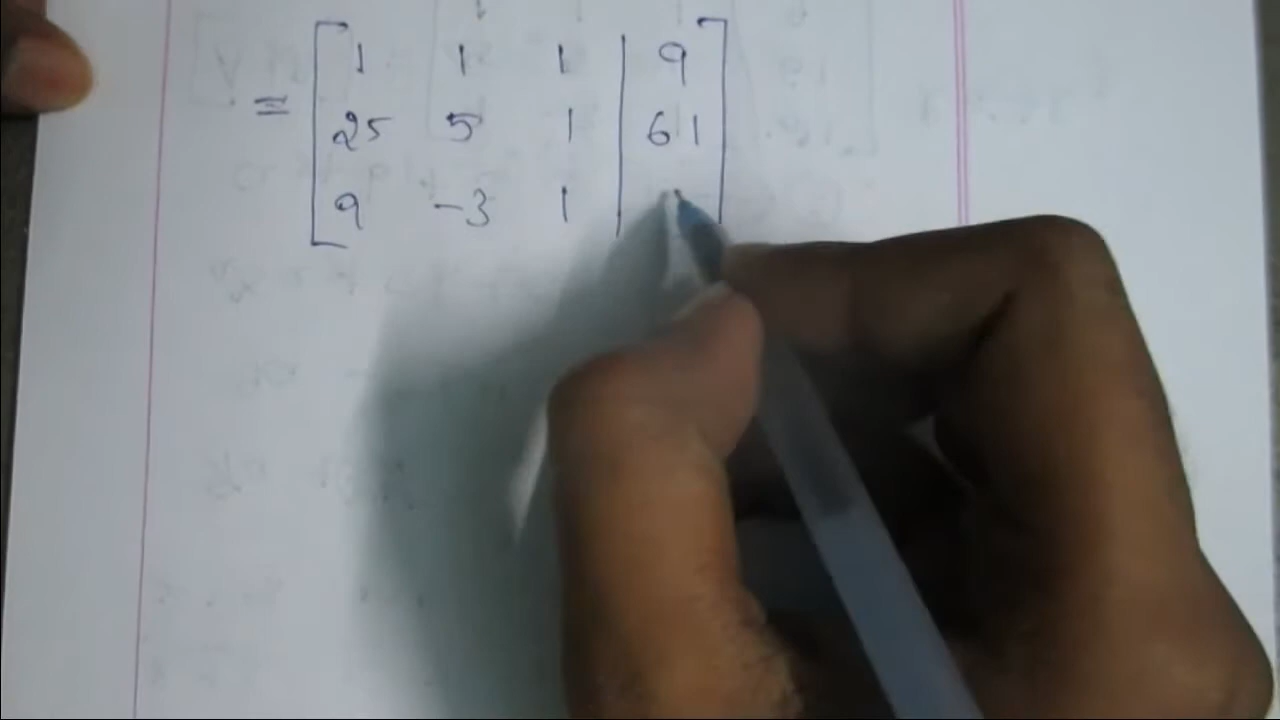 = [ 1 1 1 | 9 ]
25 5 1 | 61
9 -3 1 |